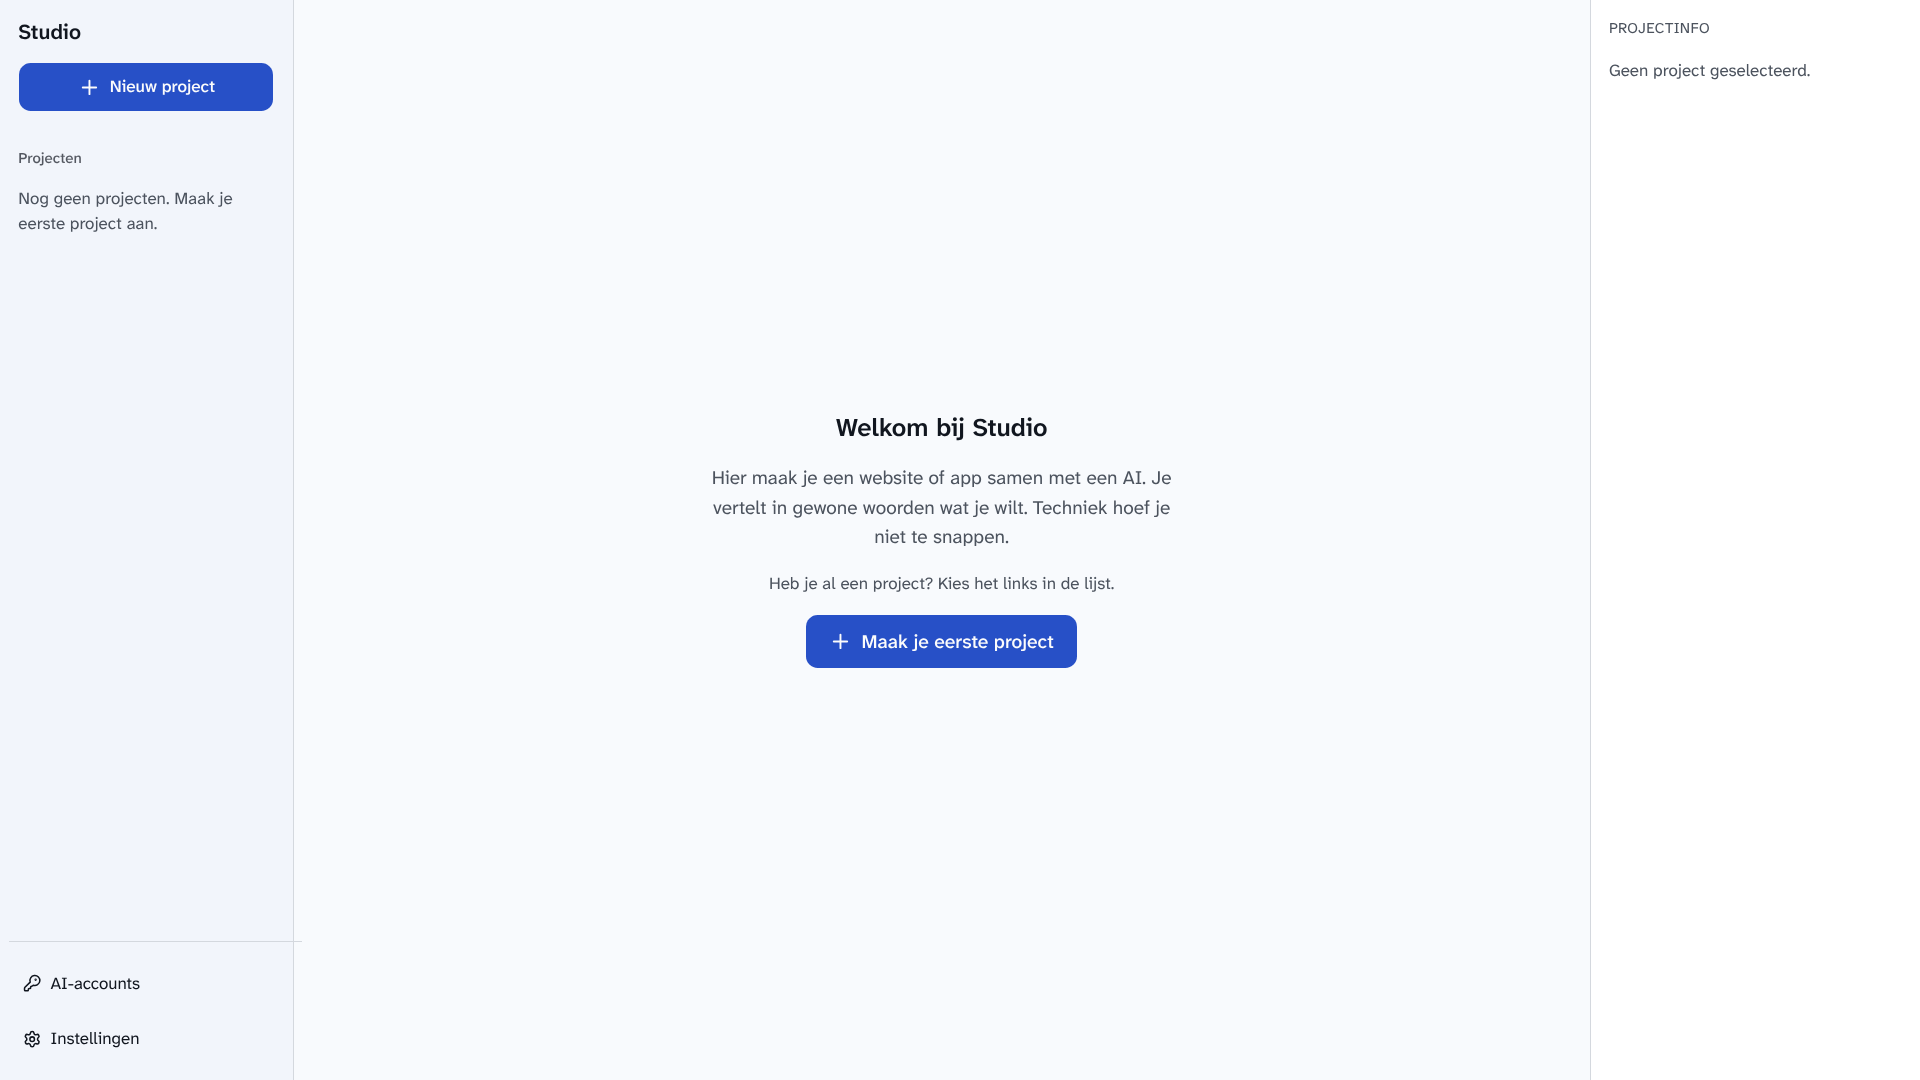 Studio
Nieuw project
Projecten
Nog geen projecten. Maak je
eerste project aan.
AI-accounts
Instellingen
Welkom bij Studio
Hier maak je een website of app samen met een AI. Je
vertelt in gewone woorden wat je wilt. Techniek hoef je
niet te snappen.
Heb je al een project? Kies het links in de lijst.
Maak je eerste project
PROJECTINFO
Geen project geselecteerd.